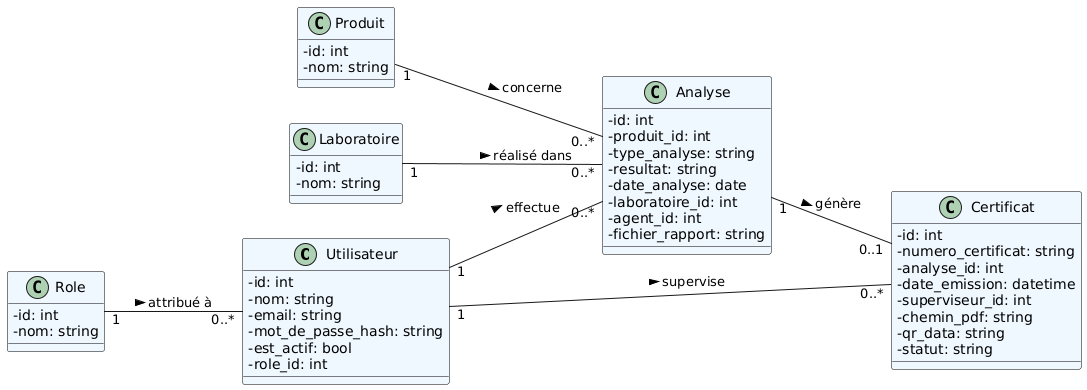 C Produit
-id: int
-nom: string
1
concerne
0..*
C Laboratoire
-id: int
-nom: string
1
réalisé dans
0..*
C Analyse
-id: int
-produit_id: int
-type_analyse: string
-resultat: string
-date_analyse: date
-laboratoire_id: int
-agent_id: int
-fichier_rapport: string
C Role
-id: int
-nom: string
1
attribué à
0..*
C Utilisateur
-id: int
-nom: string
-email: string
-mot_de_passe_hash: string
-est_actif: bool
-role_id: int
1
effectue
0..*
1
supervise
0..*
1
génère
0..1
C Certificat
-id: int
-numero_certificat: string
-analyse_id: int
-date_emission: datetime
-superviseur_id: int
-chemin_pdf: string
-qr_data: string
-statut: string